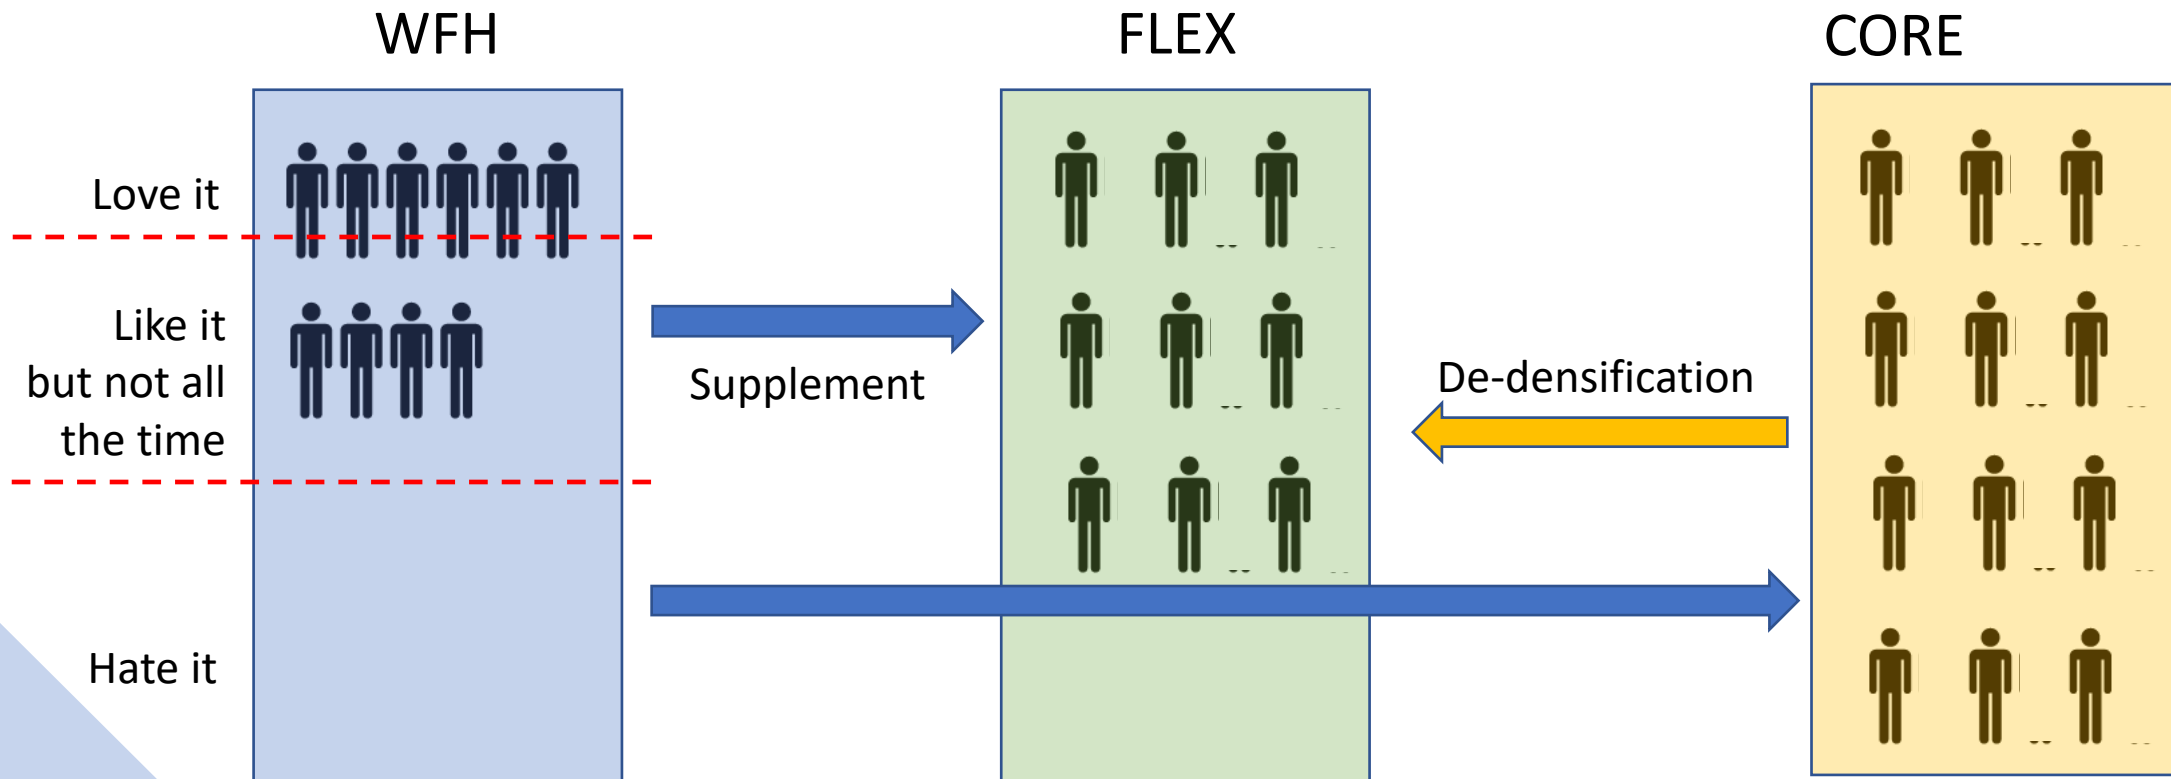 WFH
FLEX
CORE
Love it
Like it
but not all
the time
Supplement
De-densification
Hate it